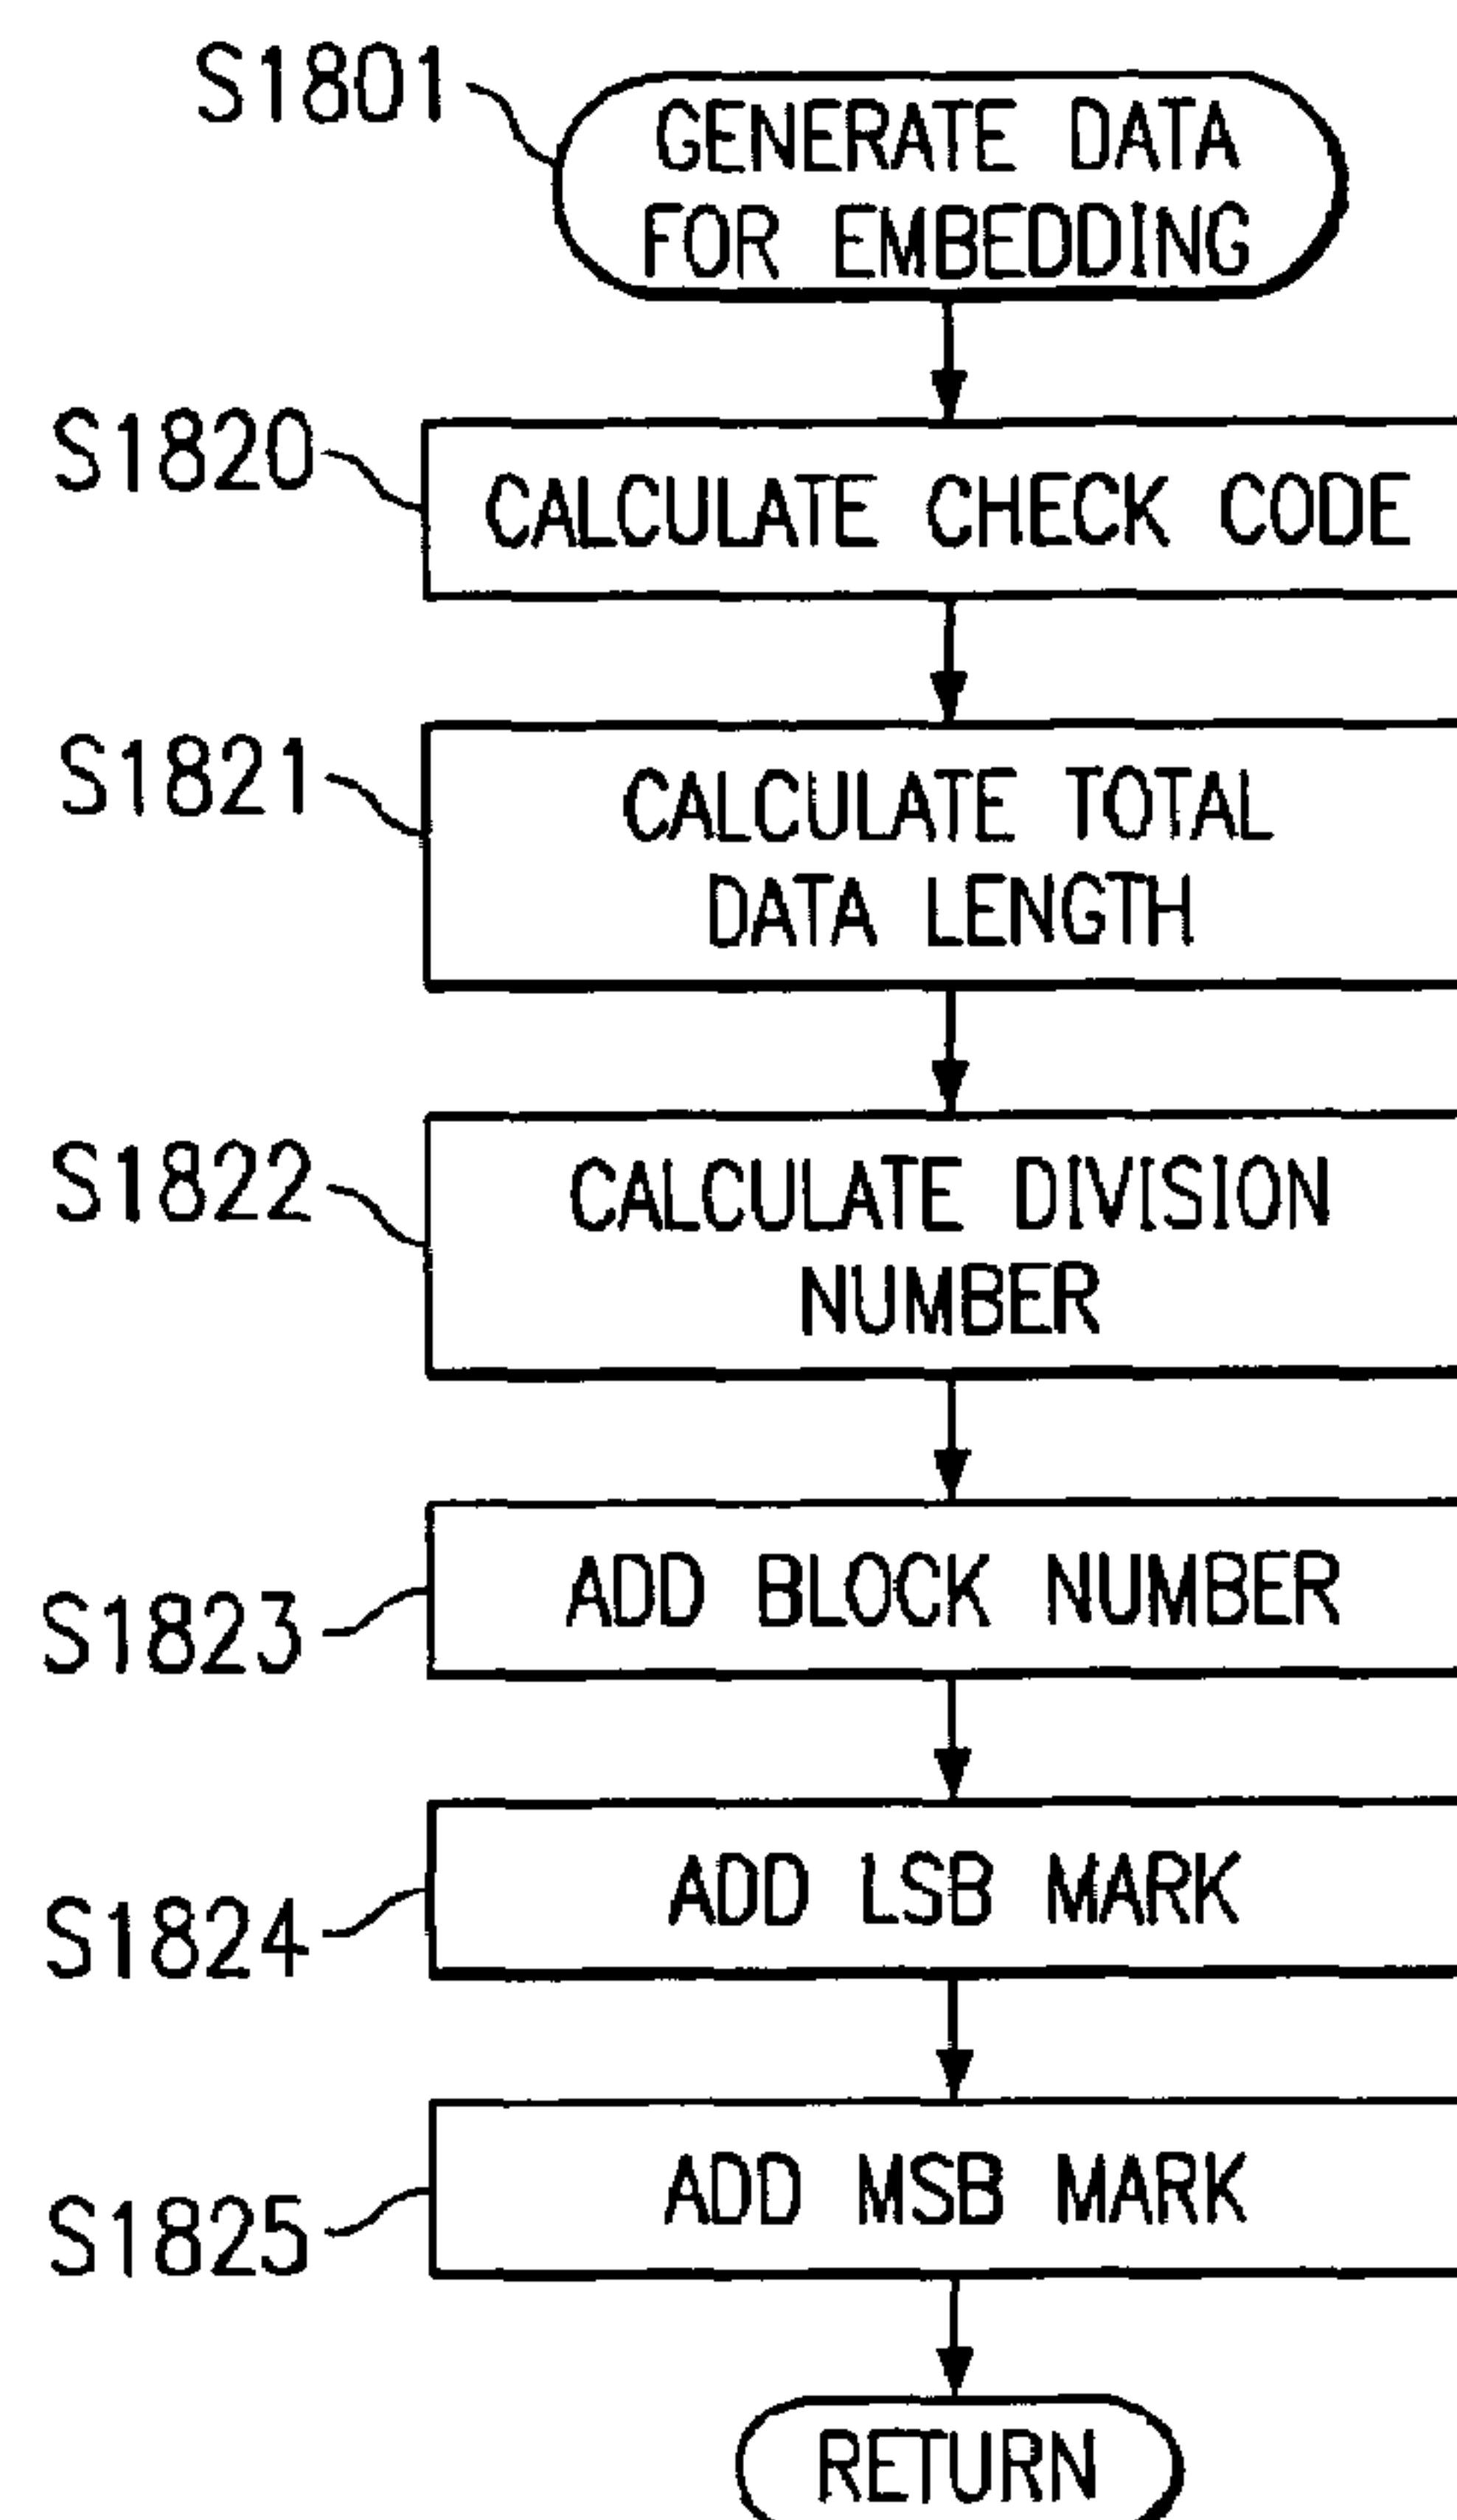 S1801
GENERATE DATA
FOR EMBEDDING
S1820
CALCULATE CHECK CODE
S1821
CALCULATE TOTAL
DATA LENGTH
S1822
CALCULATE DIVISION
NUMBER
S1823
ADD BLOCK NUMBER
S1824
ADD LSB MARK
S1825
ADD MSB MARK
RETURN